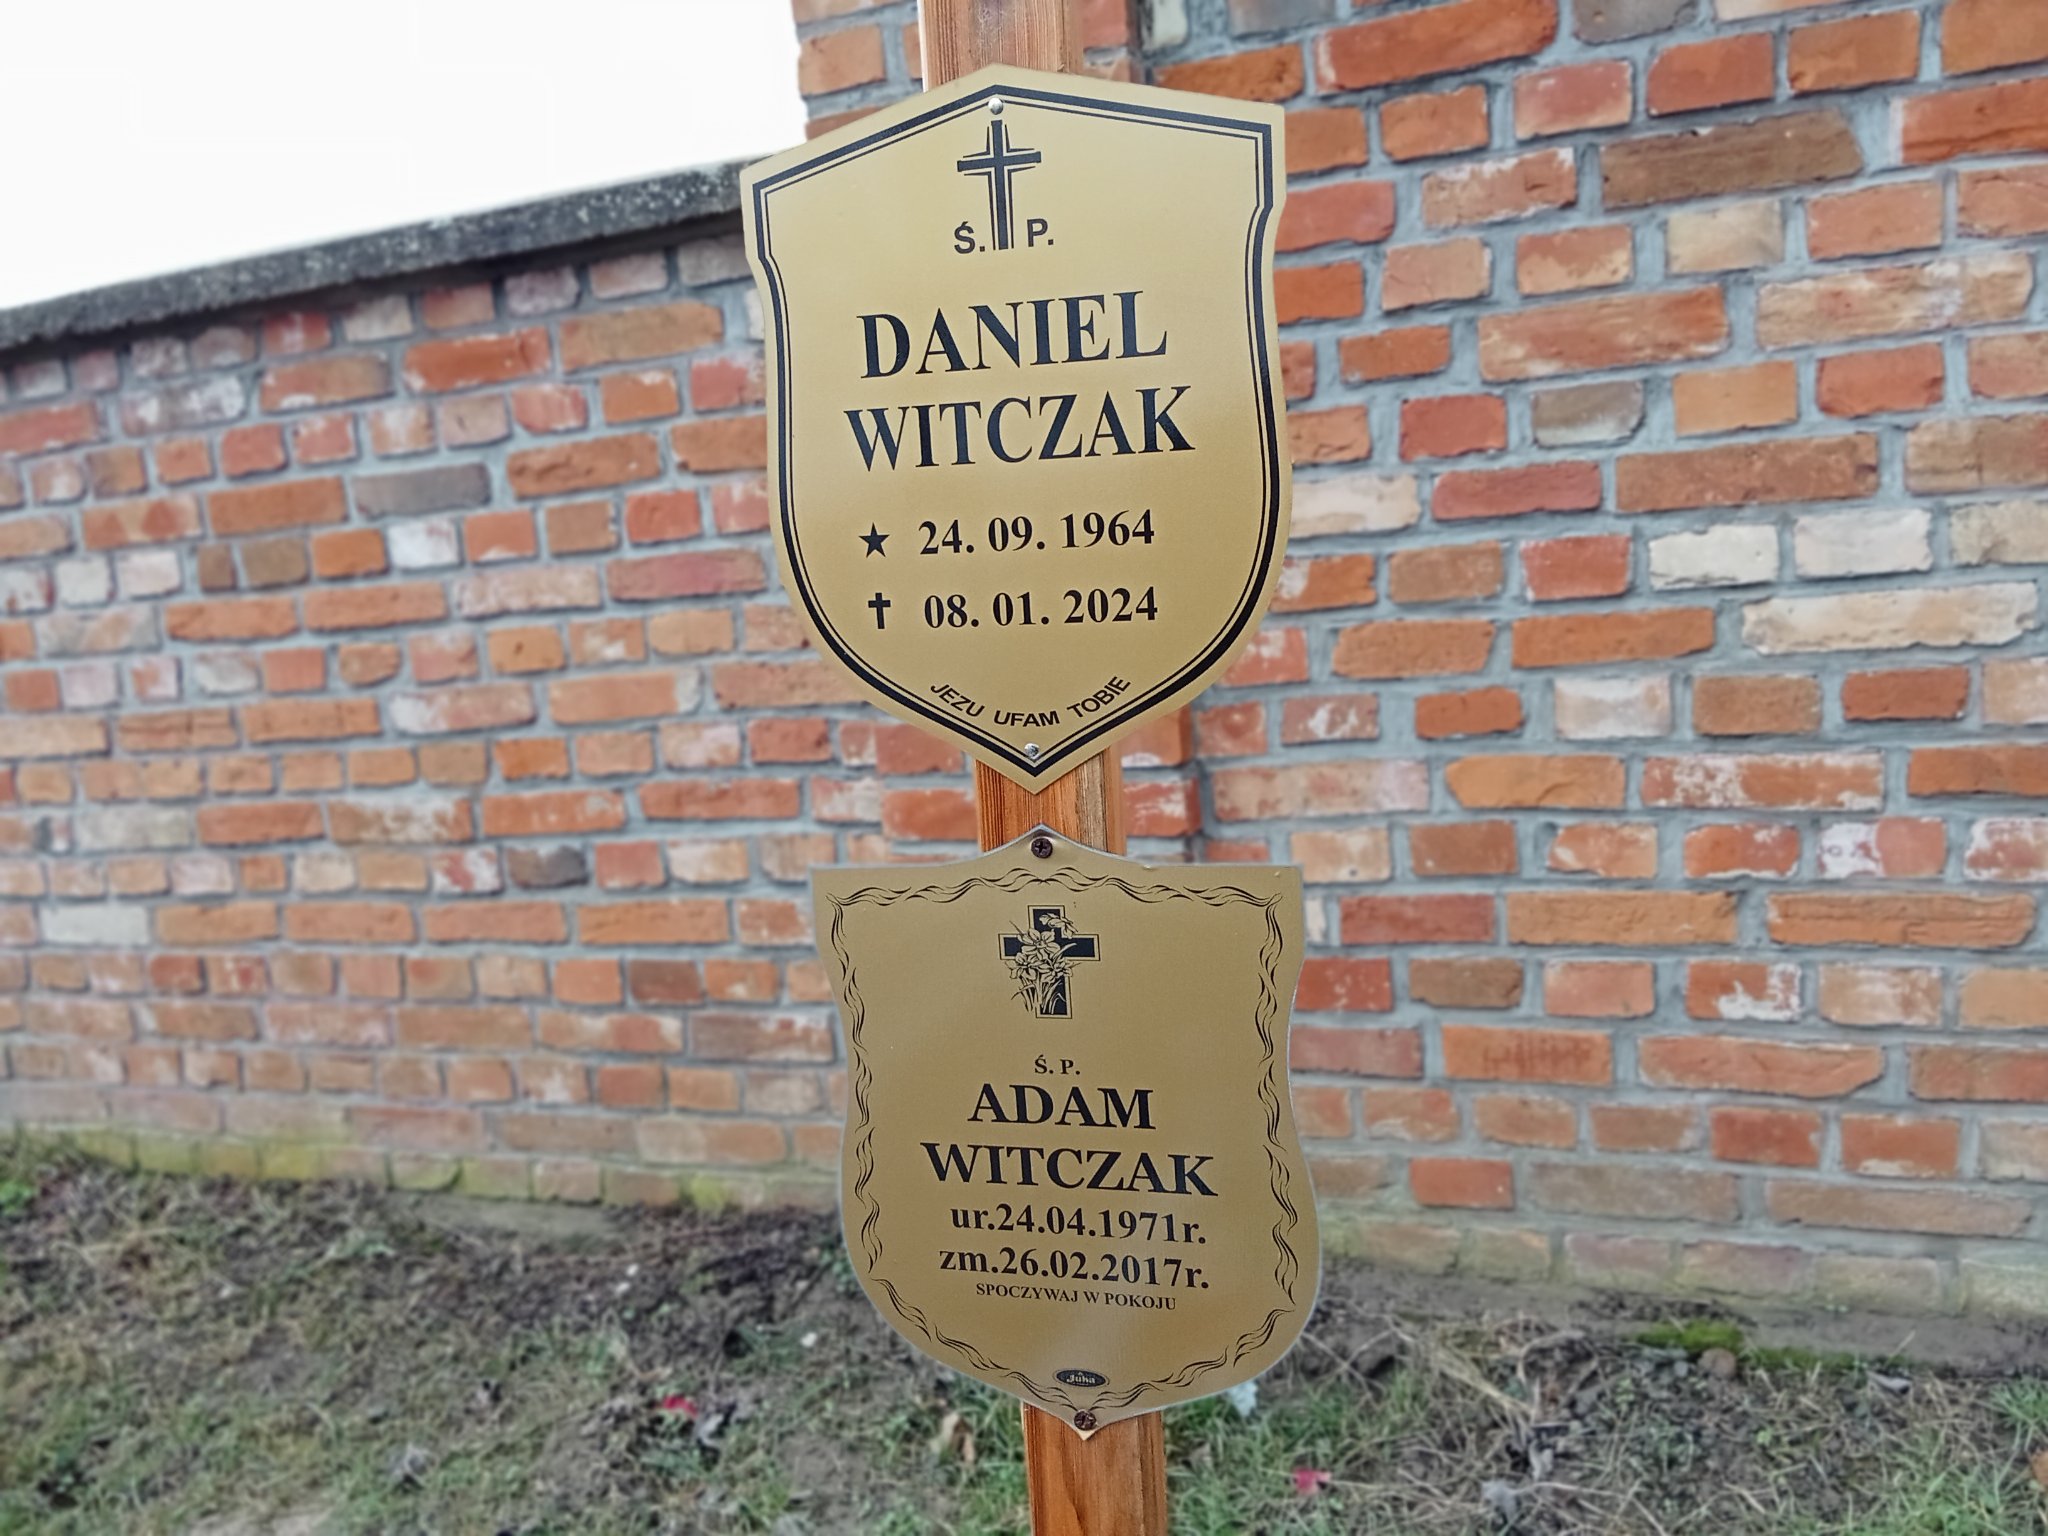 Ś. P.
DANIEL
WITCZAK
★ 24. 09. 1964
✝ 08. 01. 2024
JEZU UFAM TOBIE
Ś. P.
ADAM
WITCZAK
ur.24.04.1971r.
zm.26.02.2017r.
SPOCZYWAJ W POKOJU